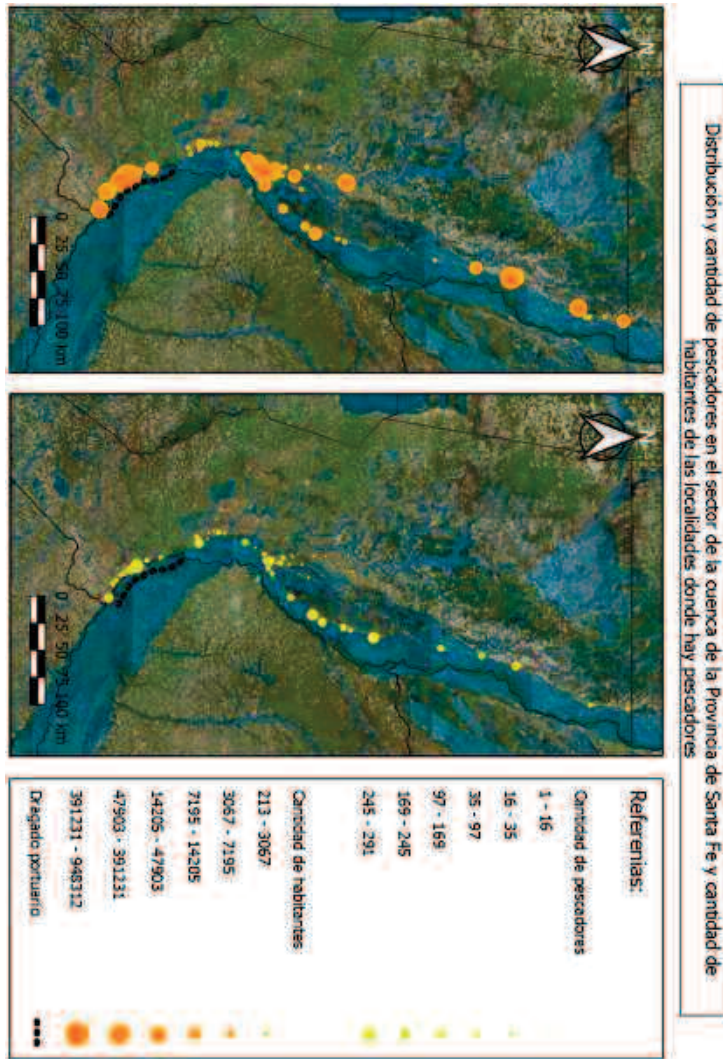 Distribución y cantidad de pescadores en el sector de la cuenca de la Provincia de Santa Fe y cantidad de
habitantes de las localidades donde hay pescadores
N
0 25 50 75 100 km
N
0 25 50 75 100 km
Referenias:
Cantidad de pescadores
1 - 16
16 - 35
35 - 97
97 - 169
169 - 245
245 - 291
Cantidad de habitantes
213 - 3067
3067 - 7195
7195 - 14205
14205 - 47903
47903 - 391231
391231 - 948312
Dragado portuario